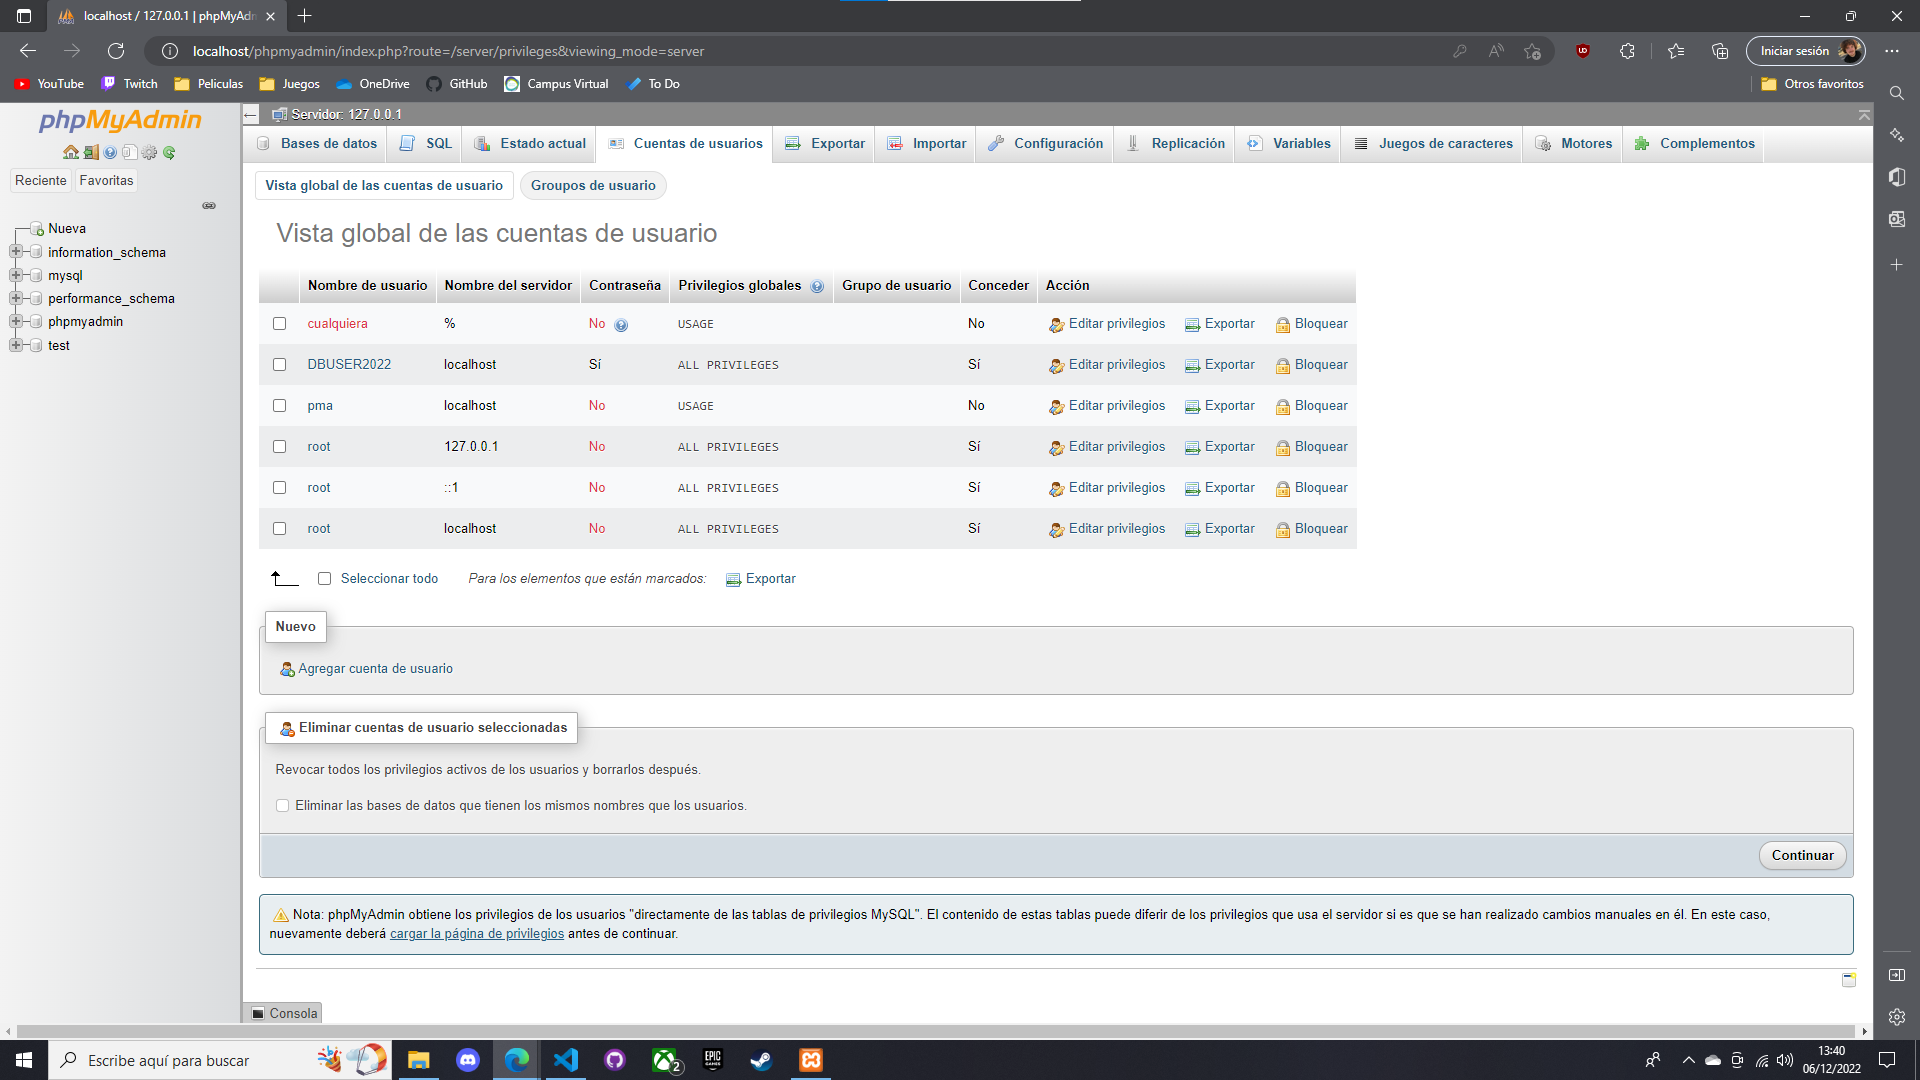 localhost / 127.0.0.1 | phpMyAdm
localhost/phpmyadmin/index.php?route=/server/privileges&viewing_mode=server
Iniciar sesión
YouTube
Twitch
Peliculas
Juegos
OneDrive
GitHub
Campus Virtual
To Do
Otros favoritos
phpMyAdmin
Reciente
Favoritas
Nueva
information_schema
mysql
performance_schema
phpmyadmin
test
Servidor: 127.0.0.1
Bases de datos
SQL
Estado actual
Cuentas de usuarios
Exportar
Importar
Configuración
Replicación
Variables
Juegos de caracteres
Motores
Complementos
Vista global de las cuentas de usuario
Groupos de usuario
Vista global de las cuentas de usuario
Nombre de usuario Nombre del servidor Contraseña Privilegios globales Grupo de usuario Conceder Acción
cualquiera % No USAGE No Editar privilegios Exportar Bloquear
DBUSER2022 localhost Sí ALL PRIVILEGES Sí Editar privilegios Exportar Bloquear
pma localhost No USAGE No Editar privilegios Exportar Bloquear
root 127.0.0.1 No ALL PRIVILEGES Sí Editar privilegios Exportar Bloquear
root ::1 No ALL PRIVILEGES Sí Editar privilegios Exportar Bloquear
root localhost No ALL PRIVILEGES Sí Editar privilegios Exportar Bloquear
Seleccionar todo Para los elementos que están marcados: Exportar
Nuevo
Agregar cuenta de usuario
Eliminar cuentas de usuario seleccionadas
Revocar todos los privilegios activos de los usuarios y borrarlos después.
Eliminar las bases de datos que tienen los mismos nombres que los usuarios.
Continuar
Nota: phpMyAdmin obtiene los privilegios de los usuarios "directamente de las tablas de privilegios MySQL". El contenido de estas tablas puede diferir de los privilegios que usa el servidor si es que se han realizado cambios manuales en él. En este caso,
nuevamente deberá cargar la página de privilegios antes de continuar.
Consola
Escribe aquí para buscar
2
EPIC
GAMES
13:40
06/12/2022